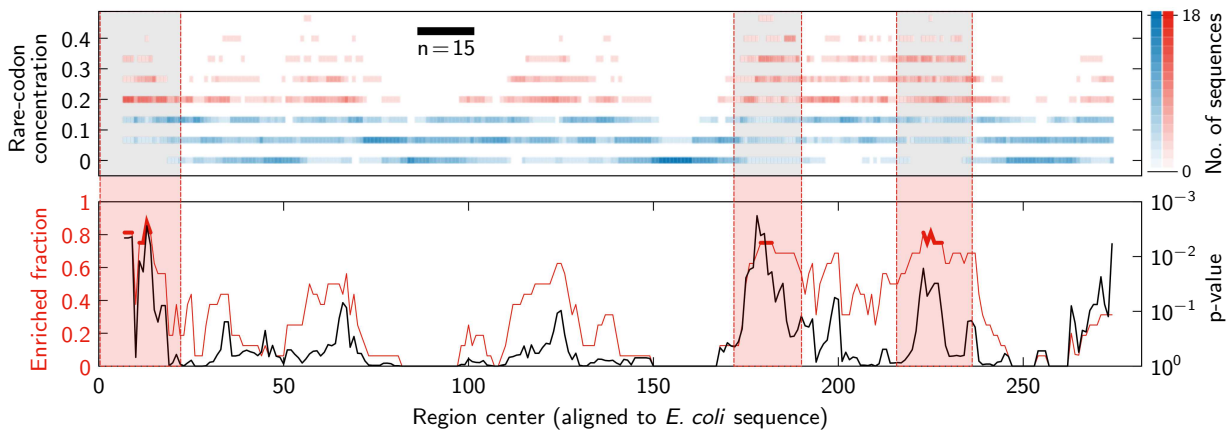 Rare-codon
concentration
0.4
0.3
0.2
0.1
0
n = 15
18
0
No. of sequences
Enriched fraction
1
0.8
0.6
0.4
0.2
0
10⁻³
10⁻²
10⁻¹
10⁰
p-value
0 50 100 150 200 250
Region center (aligned to E. coli sequence)